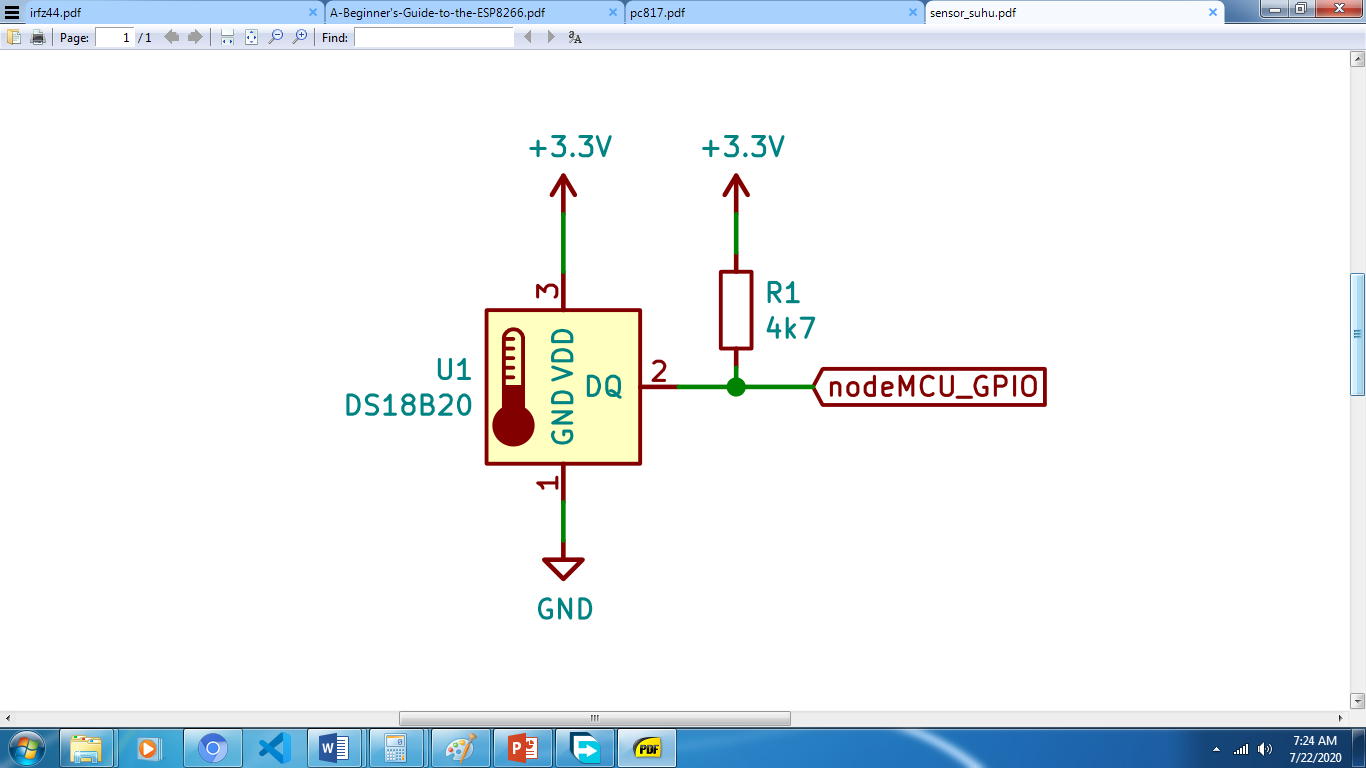 irfz44.pdf
A-Beginner's-Guide-to-the-ESP8266.pdf
pc817.pdf
sensor_suhu.pdf
Page: 1 / 1
Find:
+3.3V
+3.3V
3
R1
4k7
U1
DS18B20
VDD
GND
DQ
2
nodeMCU_GPIO
1
GND
7:24 AM
7/22/2020
PDF